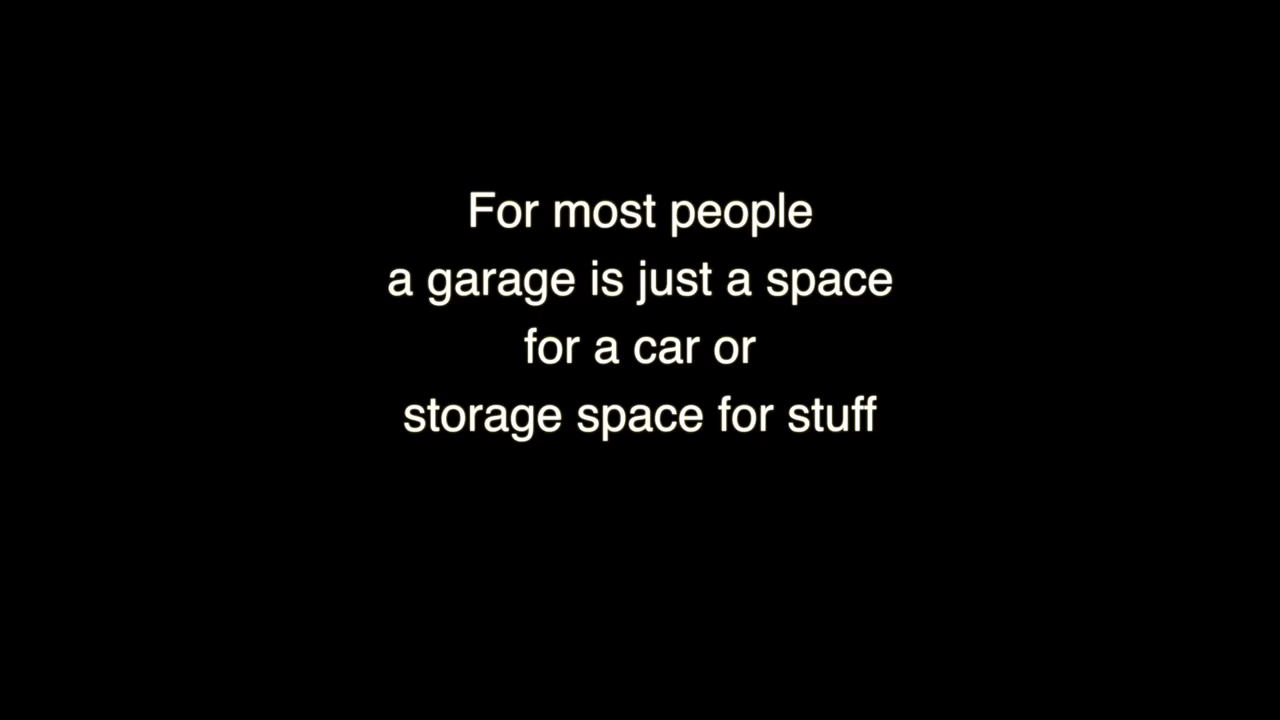 For most people
a garage is just a space
for a car or
storage space for stuff